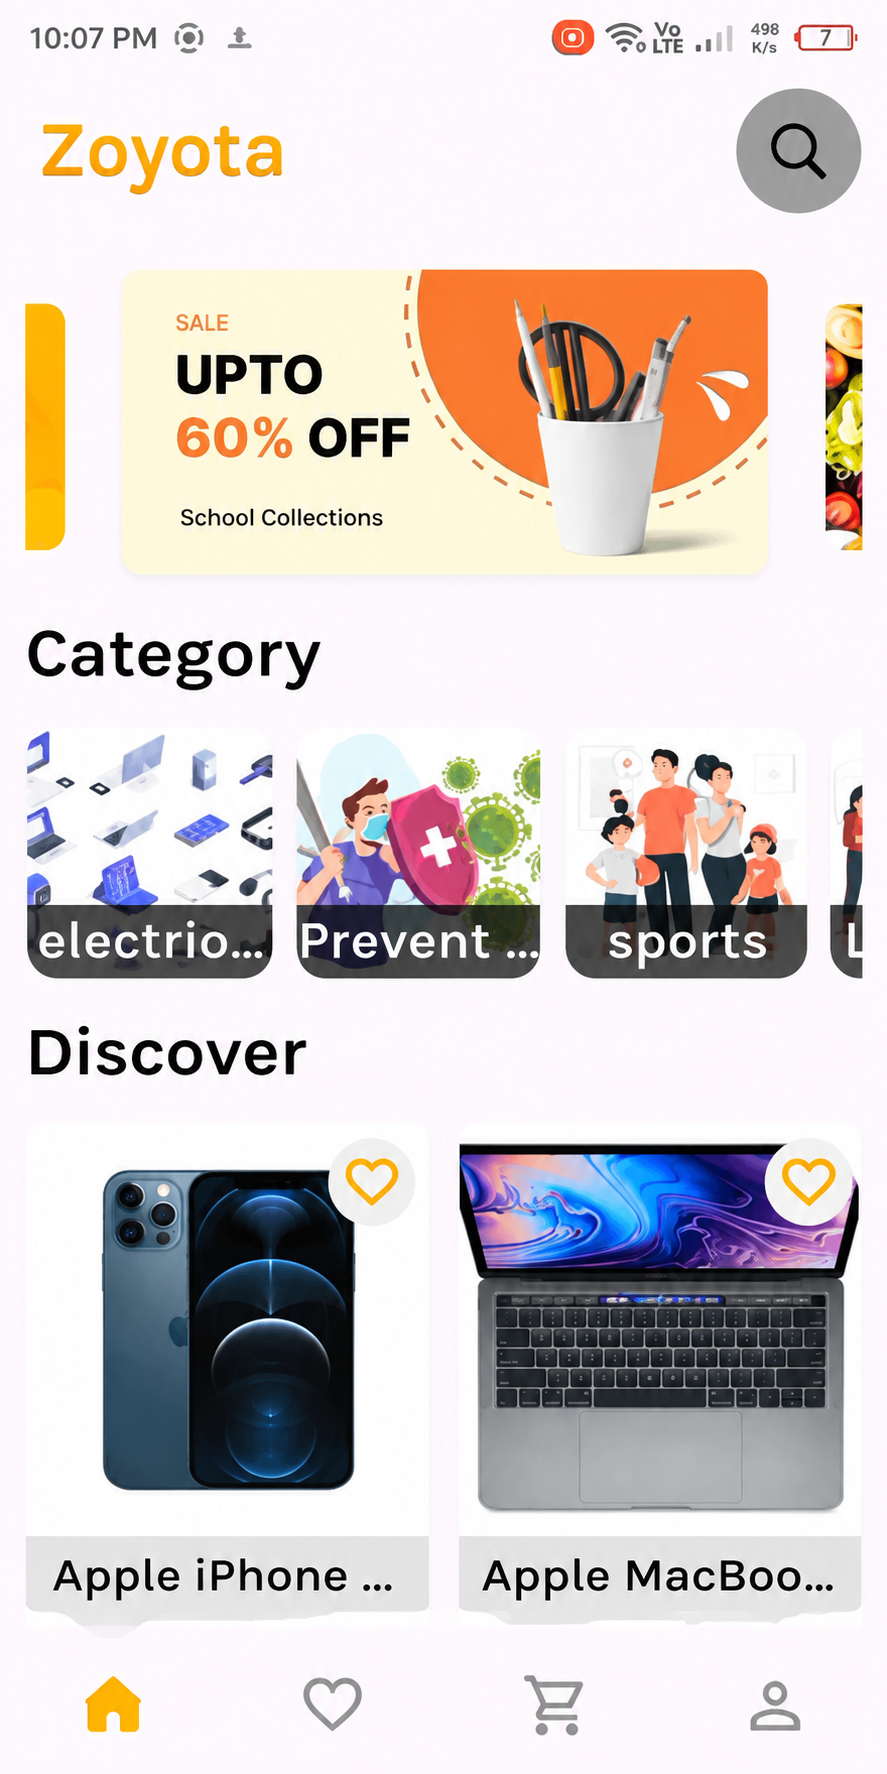 10:07 PM
Vo
LTE
498
K/s
7
Zoyota
SALE
UPTO
60% OFF
School Collections
Category
electrio...
Prevent ...
sports
L
Discover
Apple iPhone ...
Apple MacBoo...